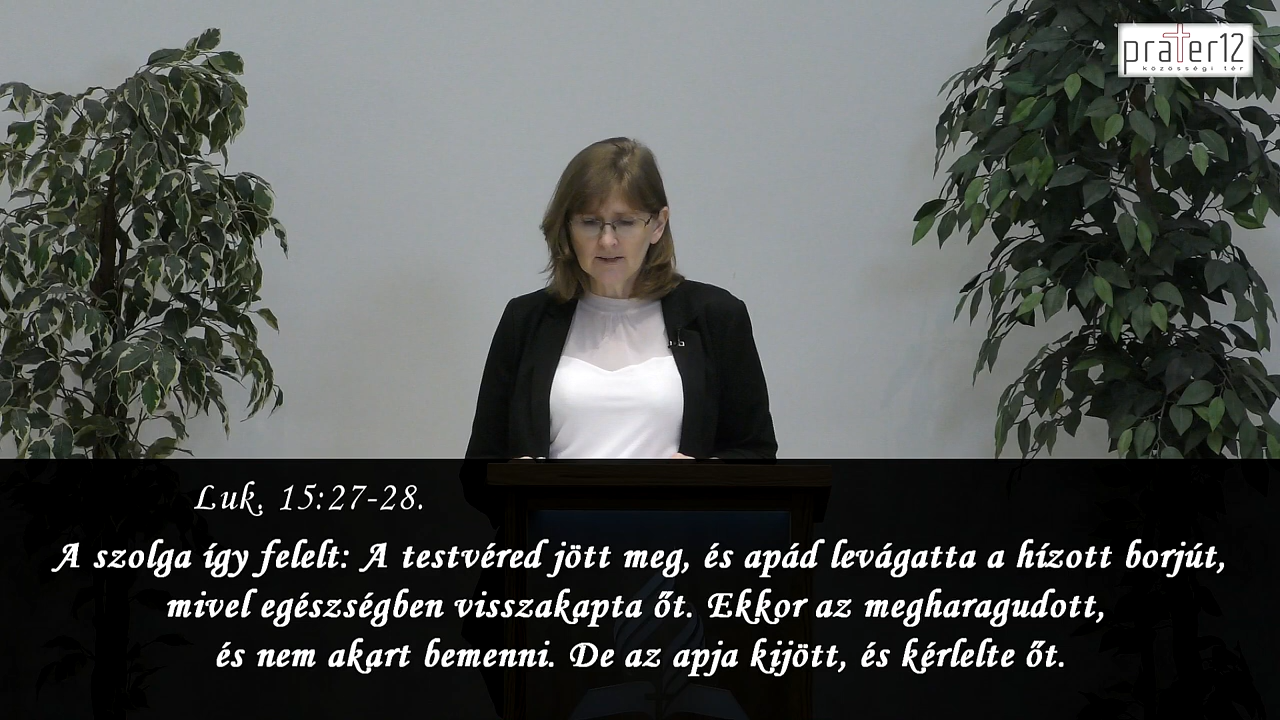 prater12
közösségi tér
Luk. 15:27-28.
A szolga így felelt: A testvéred jött meg, és apád levágatta a hízott borjút,
mivel egészségben visszakapta őt. Ekkor az megharagudott,
és nem akart bemenni. De az apja kijött, és kérlelte őt.